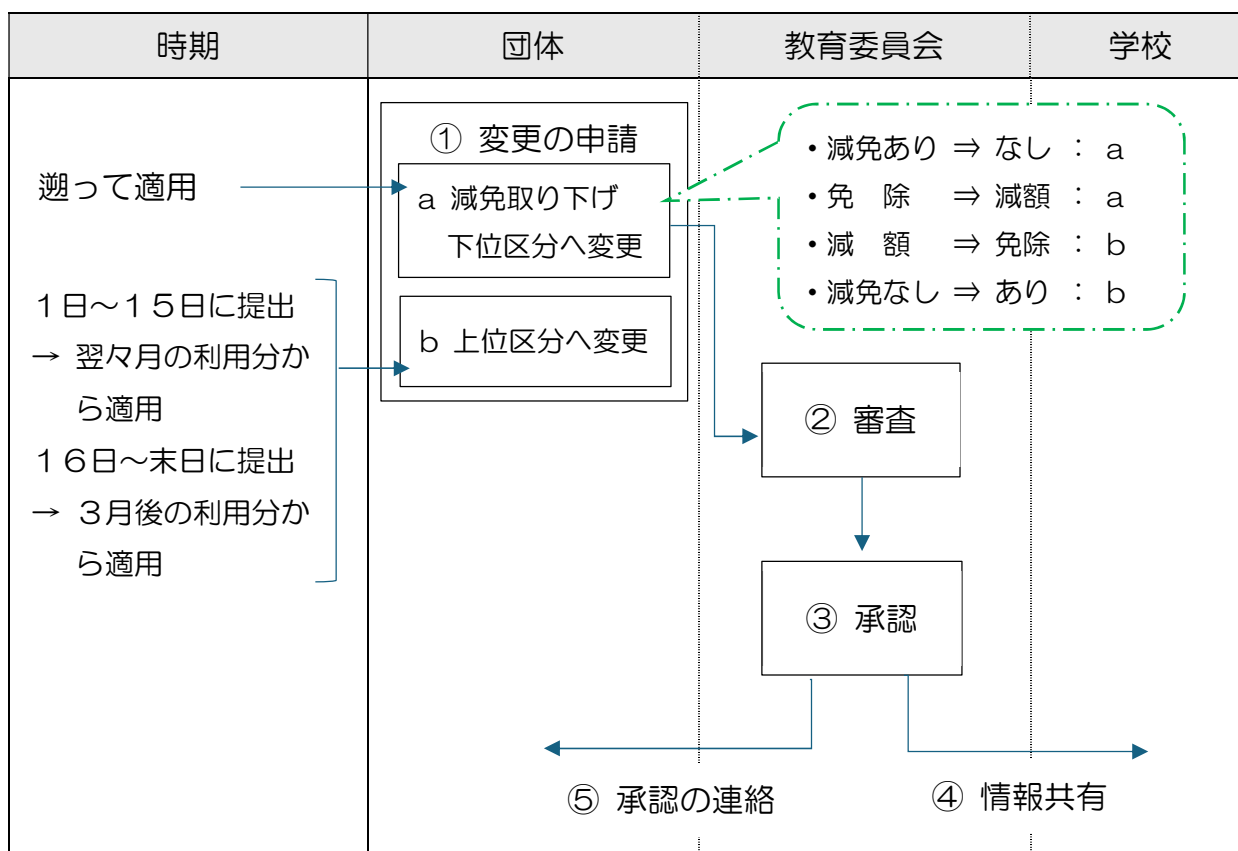 時期
団体
教育委員会
学校
遡って適用
１日～１５日に提出
→ 翌々月の利用分か
ら適用
１６日～末日に提出
→ ３月後の利用分か
ら適用
① 変更の申請
a 減免取り下げ
下位区分へ変更
b 上位区分へ変更
・減免あり ⇒ なし ： a
・免　除　⇒ 減額 ： a
・減　額　⇒ 免除 ： b
・減免なし ⇒ あり ： b
② 審査
③ 承認
⑤ 承認の連絡
④ 情報共有